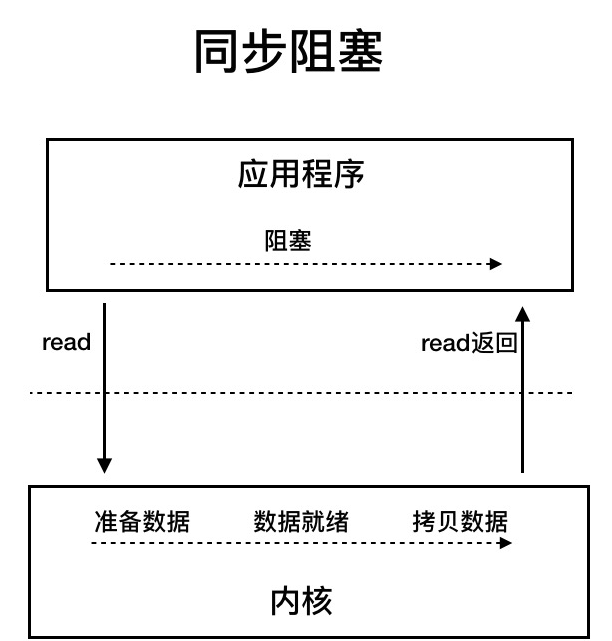 同步阻塞
应用程序
阻塞
read
read返回
准备数据 数据就绪 拷贝数据
内核